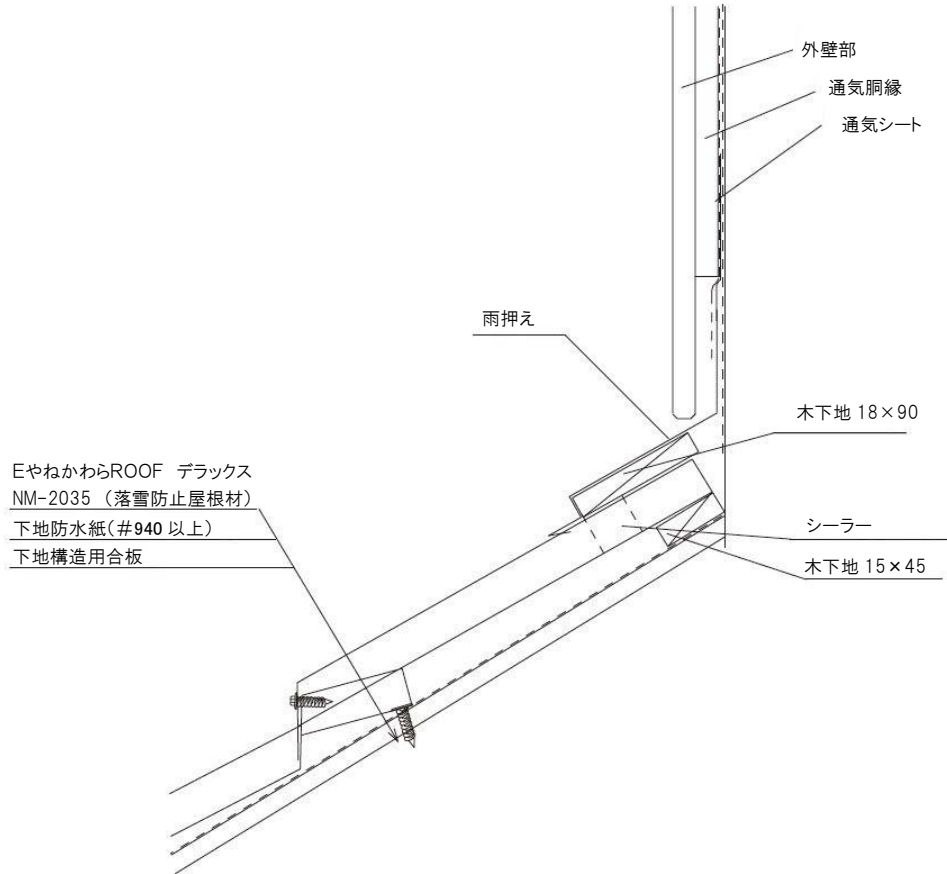 外壁部
通気胴縁
通気シート
雨押え
木下地 18×90
EやねかわらROOF デラックス
NM-2035 (落雪防止屋根材)
下地防水紙(#940 以上)
下地構造用合板
シーラー
木下地 15×45